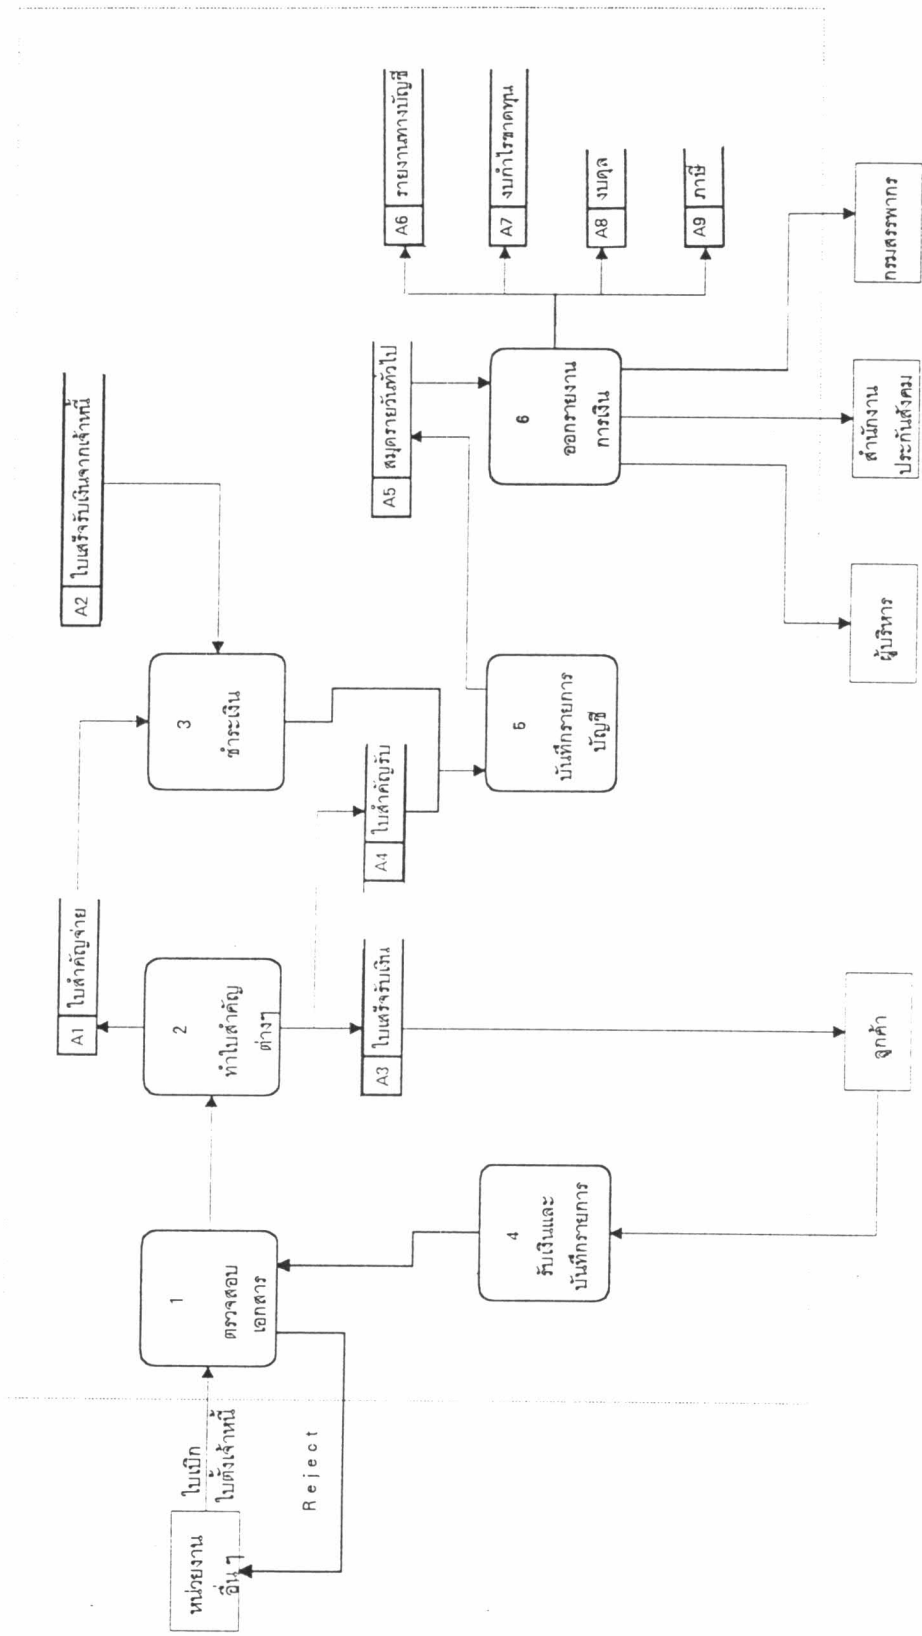 หน่วยงาน
อื่น ๆ
ใบเบิก
ใบตั้งเจ้าหนี้
Reject
1
ตรวจสอบ
เอกสาร
2
ทำใบสำคัญ
ต่างๆ
A1 ใบสำคัญจ่าย
3
ชำระเงิน
A2 ใบเสร็จรับเงินจากเจ้าหนี้
A3 ใบเสร็จรับเงิน
A4 ใบสำคัญรับ
4
รับเงินและ
บันทึกรายการ
ลูกค้า
5
บันทึกรายการ
บัญชี
A5 สมุดรายวันทั่วไป
6
ออกรายงาน
การเงิน
A6 รายงานทางบัญชี
A7 งบกำไรขาดทุน
A8 งบดุล
A9 ภาษี
ผู้บริหาร
สำนักงาน
ประกันสังคม
กรมสรรพากร